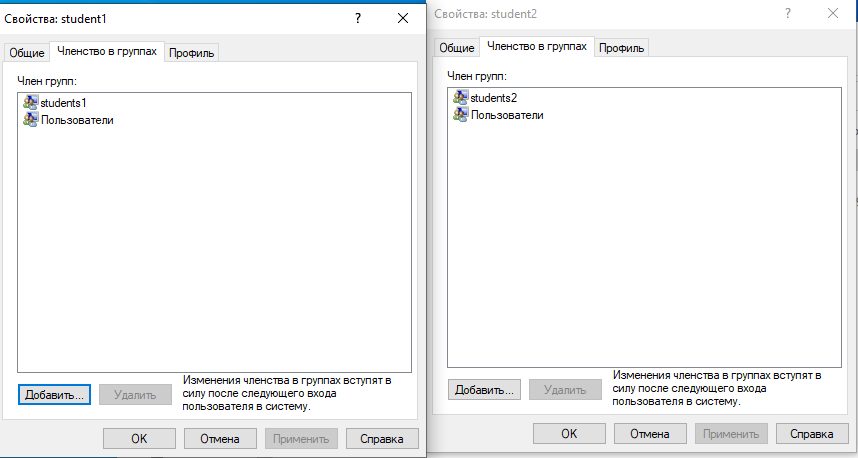 Свойства: student1
?
Общие
Членство в группах
Профиль
Член групп:
students1
Пользователи
Добавить...
Удалить
Изменения членства в группах вступят в
силу после следующего входа
пользователя в систему.
OK
Отмена
Применить
Справка
Свойства: student2
?
Общие
Членство в группах
Профиль
Член групп:
students2
Пользователи
Добавить...
Удалить
Изменения членства в группах вступят в
силу после следующего входа
пользователя в систему.
OK
Отмена
Применить
Справка